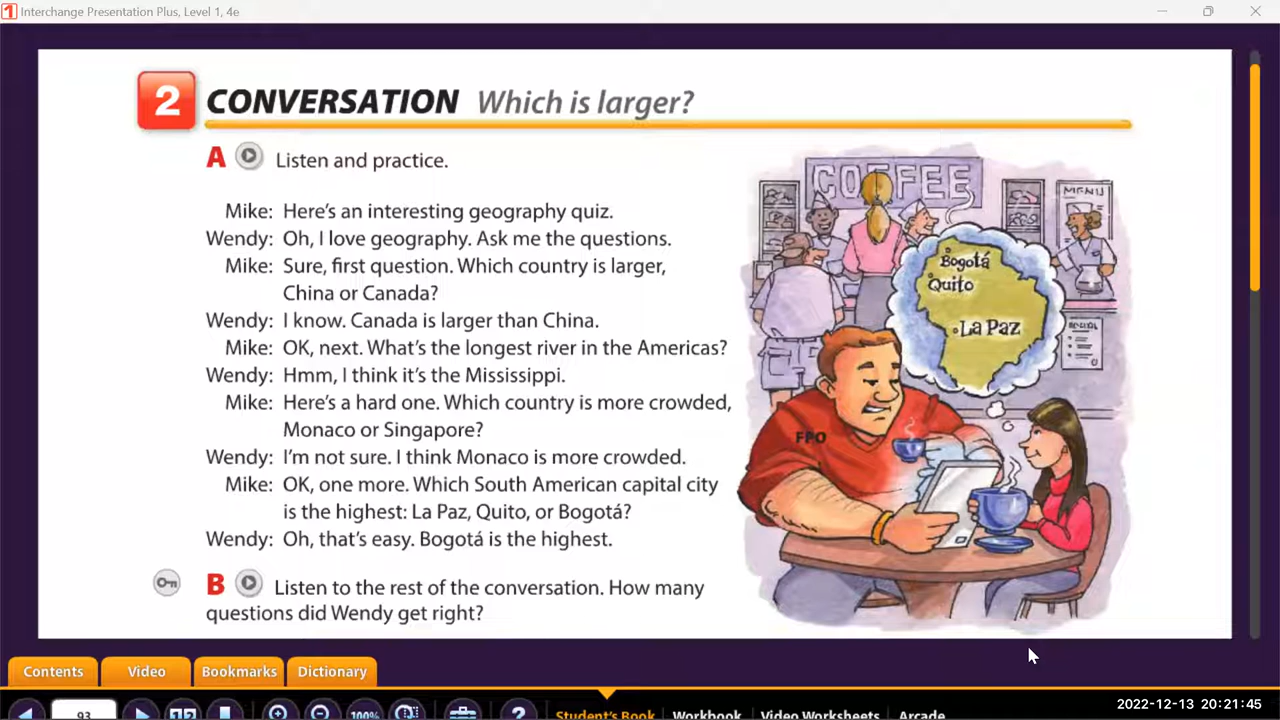 Interchange Presentation Plus, Level 1, 4e
2 CONVERSATION Which is larger?
A Listen and practice.
Mike: Here's an interesting geography quiz.
Wendy: Oh, I love geography. Ask me the questions.
Mike: Sure, first question. Which country is larger,
China or Canada?
Wendy: I know. Canada is larger than China.
Mike: OK, next. What's the longest river in the Americas?
Wendy: Hmm, I think it's the Mississippi.
Mike: Here's a hard one. Which country is more crowded,
Monaco or Singapore?
Wendy: I'm not sure. I think Monaco is more crowded.
Mike: OK, one more. Which South American capital city
is the highest: La Paz, Quito, or Bogotá?
Wendy: Oh, that's easy. Bogotá is the highest.
COFFEE
MENU
Bogotá
Quito
La Paz
FPO
B Listen to the rest of the conversation. How many
questions did Wendy get right?
Contents Video Bookmarks Dictionary
93 100% ?
Student's Book Workbook Video Worksheets Arcade
2022-12-13 20:21:45